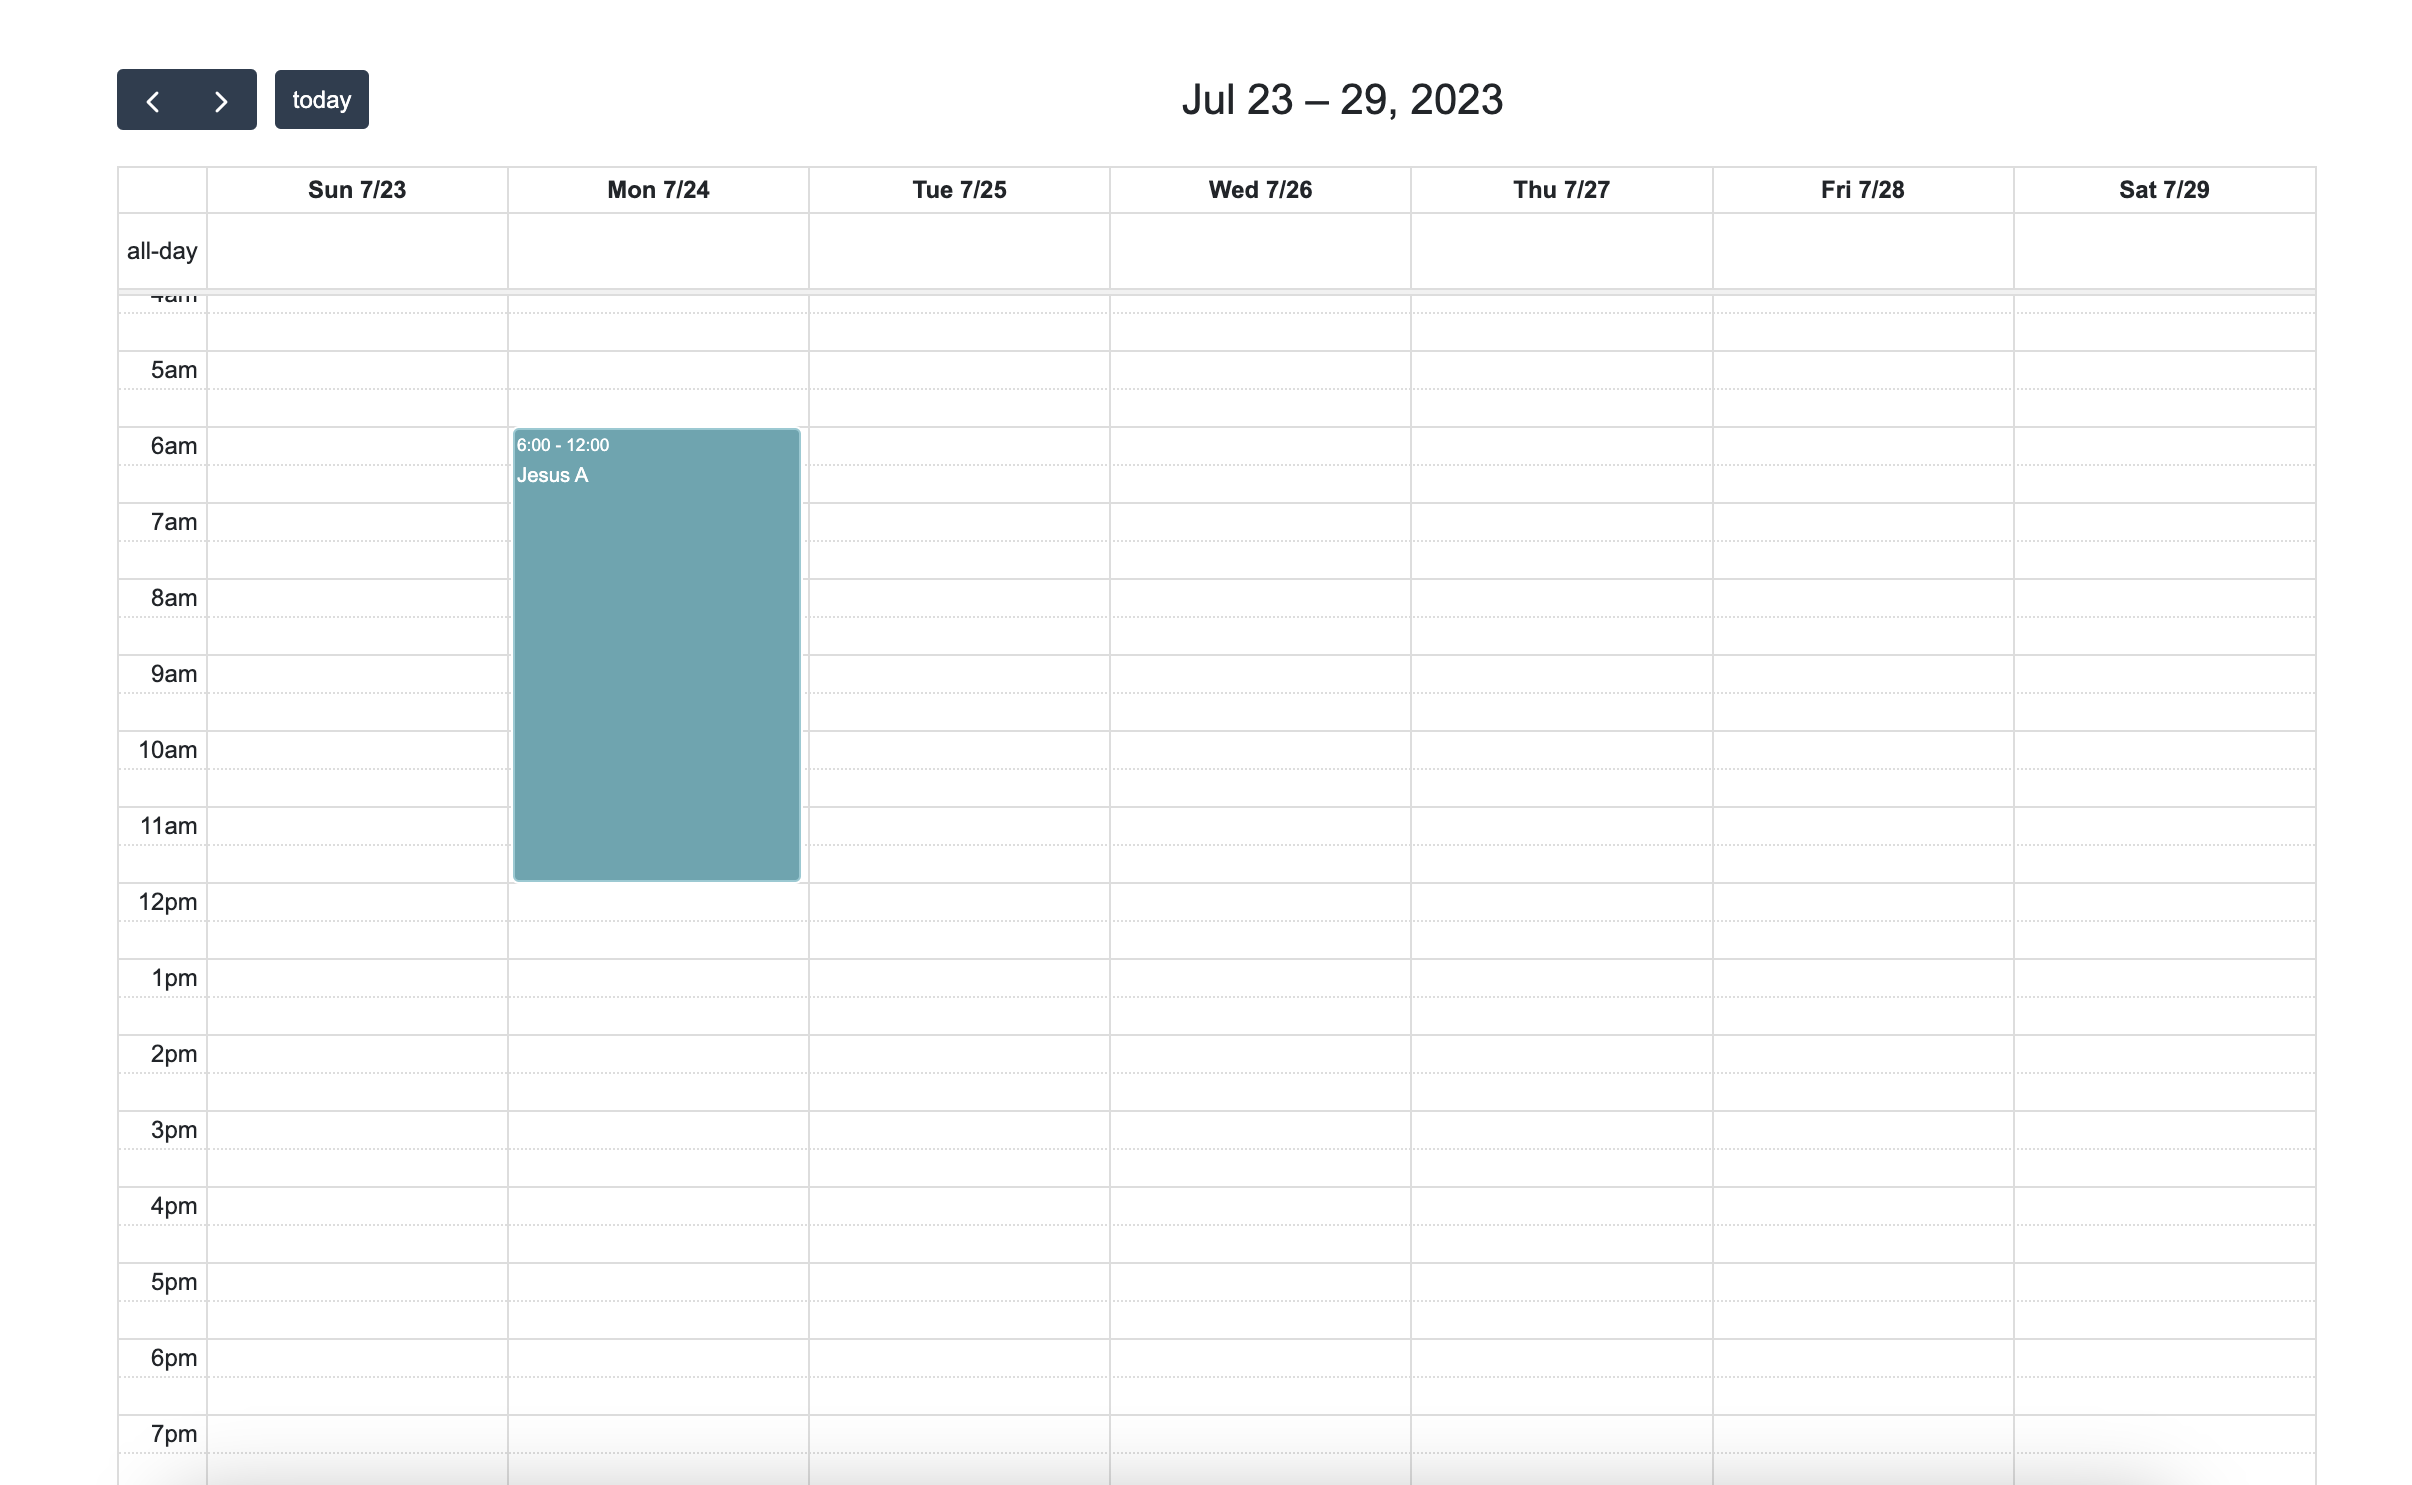 today
Jul 23 – 29, 2023
Sun 7/23 Mon 7/24 Tue 7/25 Wed 7/26 Thu 7/27 Fri 7/28 Sat 7/29
all-day
4am
5am
6am
6:00 - 12:00
Jesus A
7am
8am
9am
10am
11am
12pm
1pm
2pm
3pm
4pm
5pm
6pm
7pm